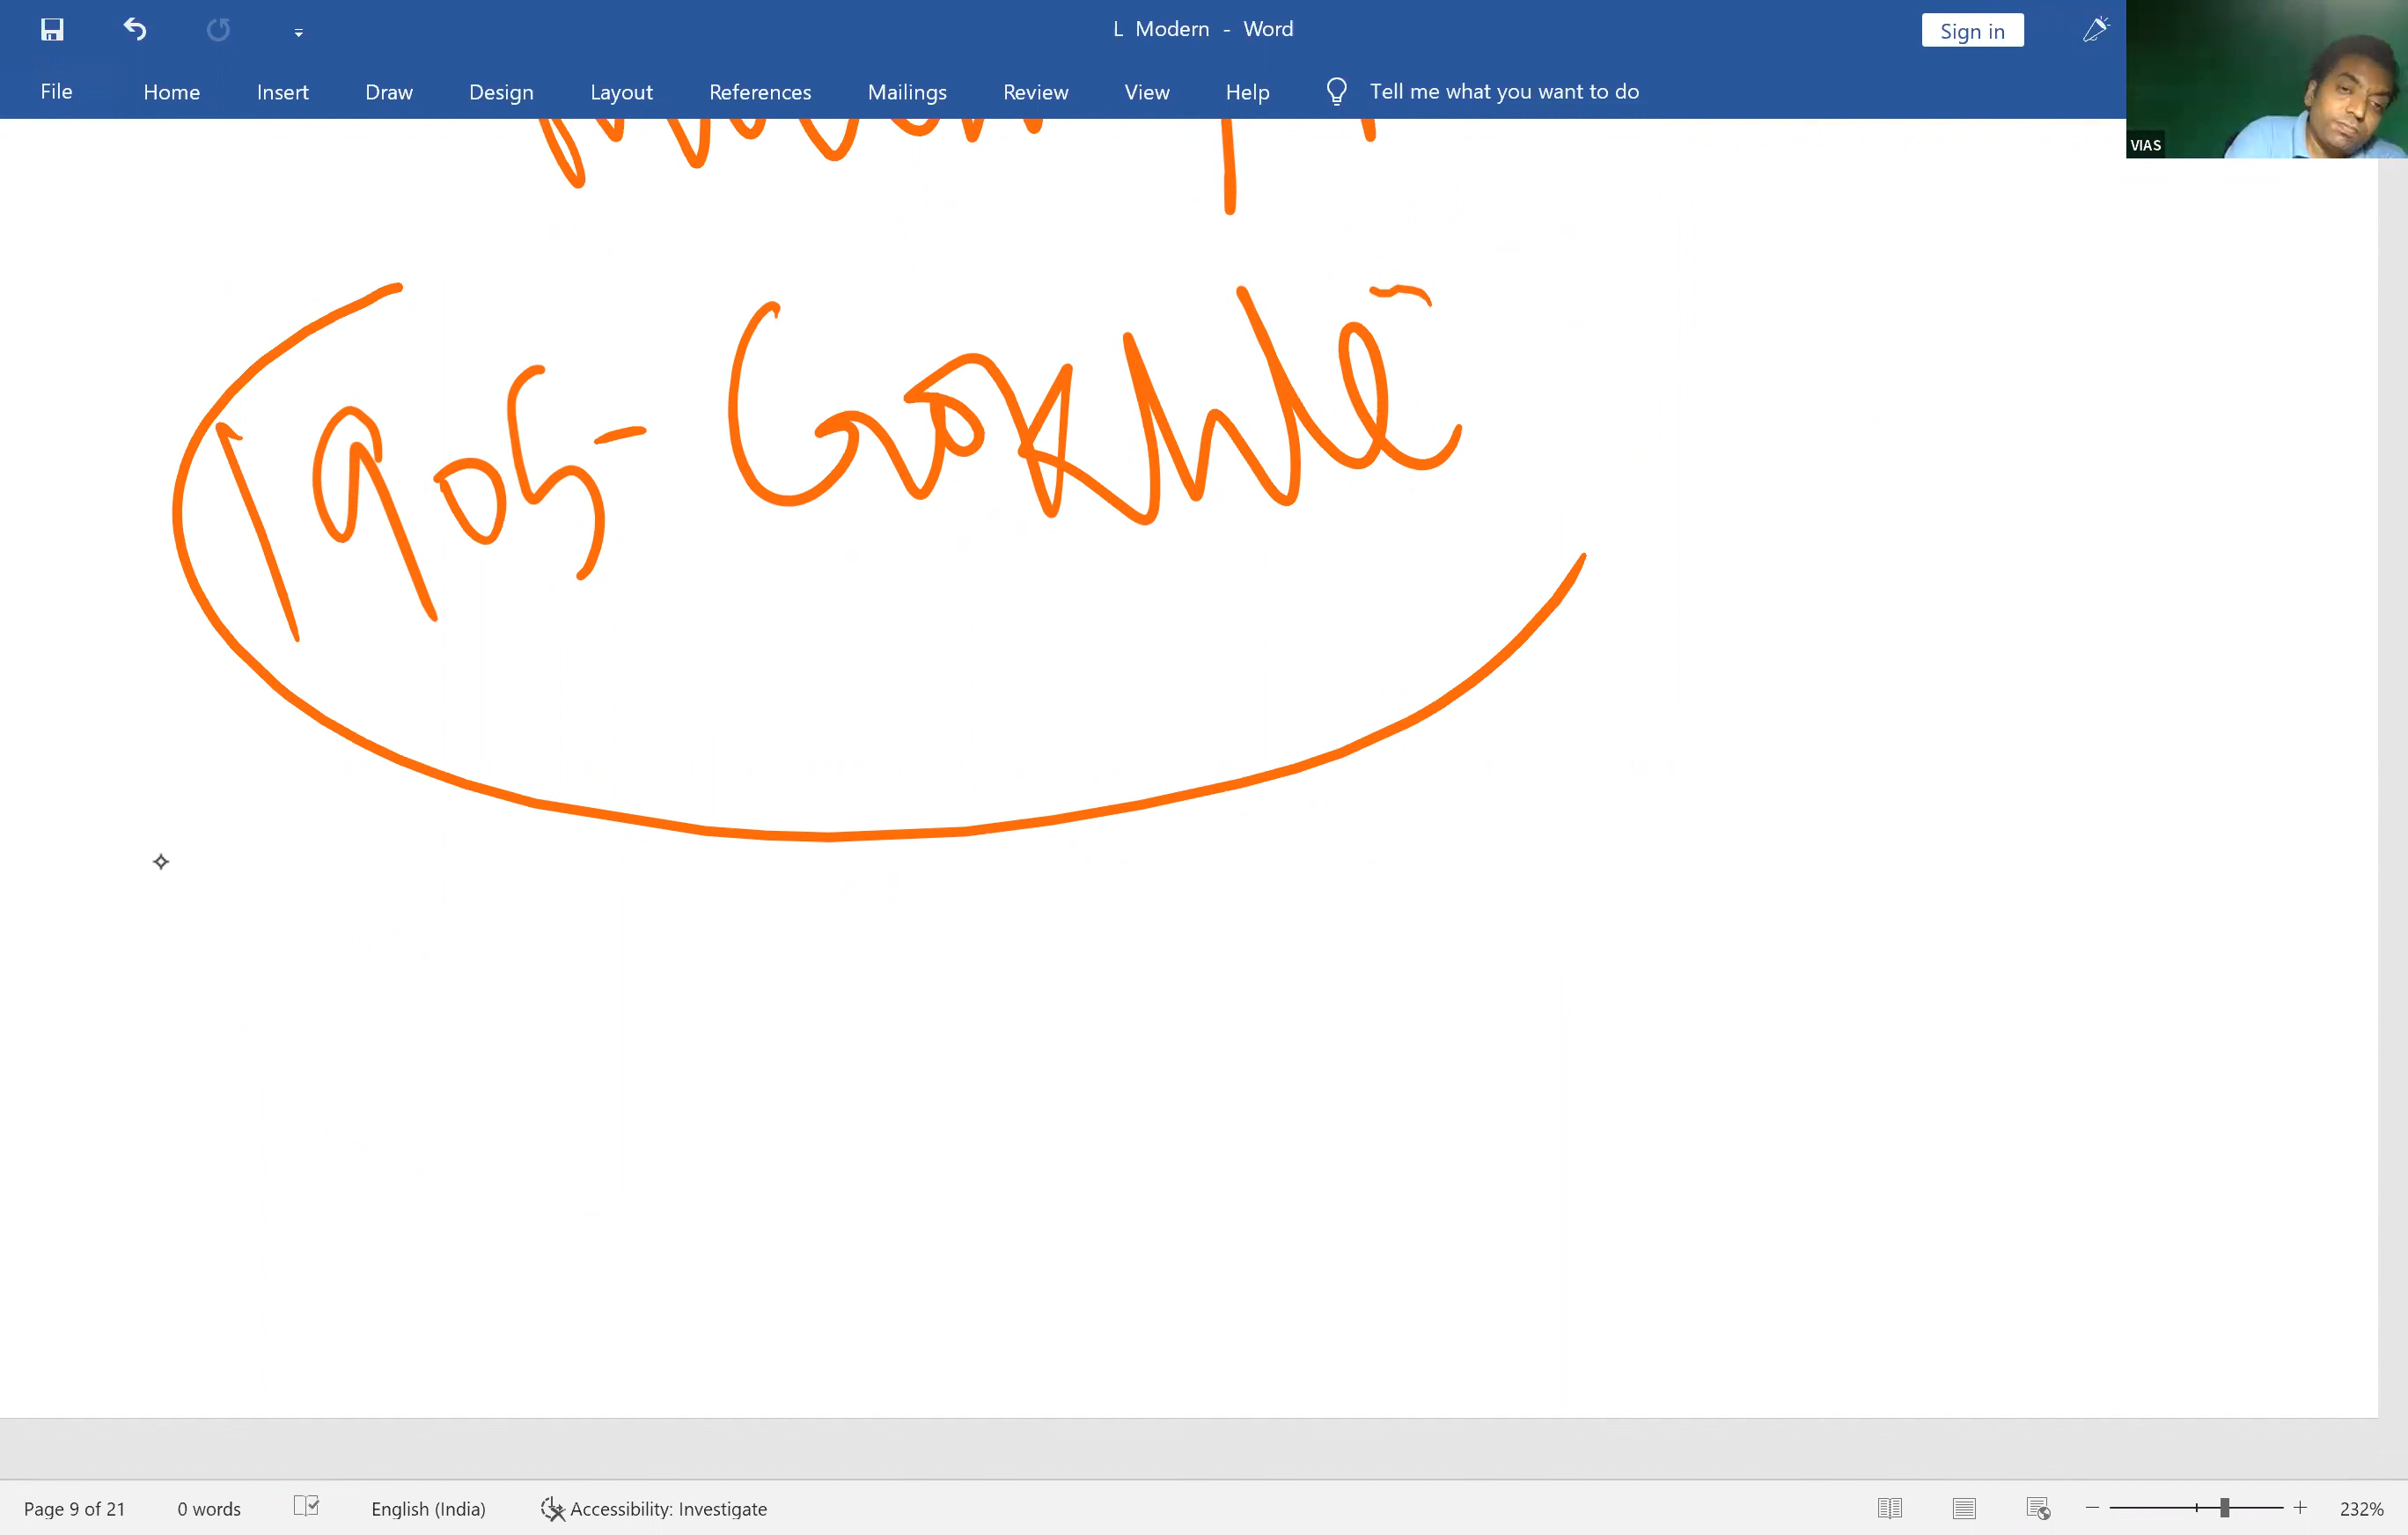 L Modern - Word
Sign in
File Home Insert Draw Design Layout References Mailings Review View Help Tell me what you want to do
VIAS
1905- Gokhle
Page 9 of 21 0 words English (India) Accessibility: Investigate 232%